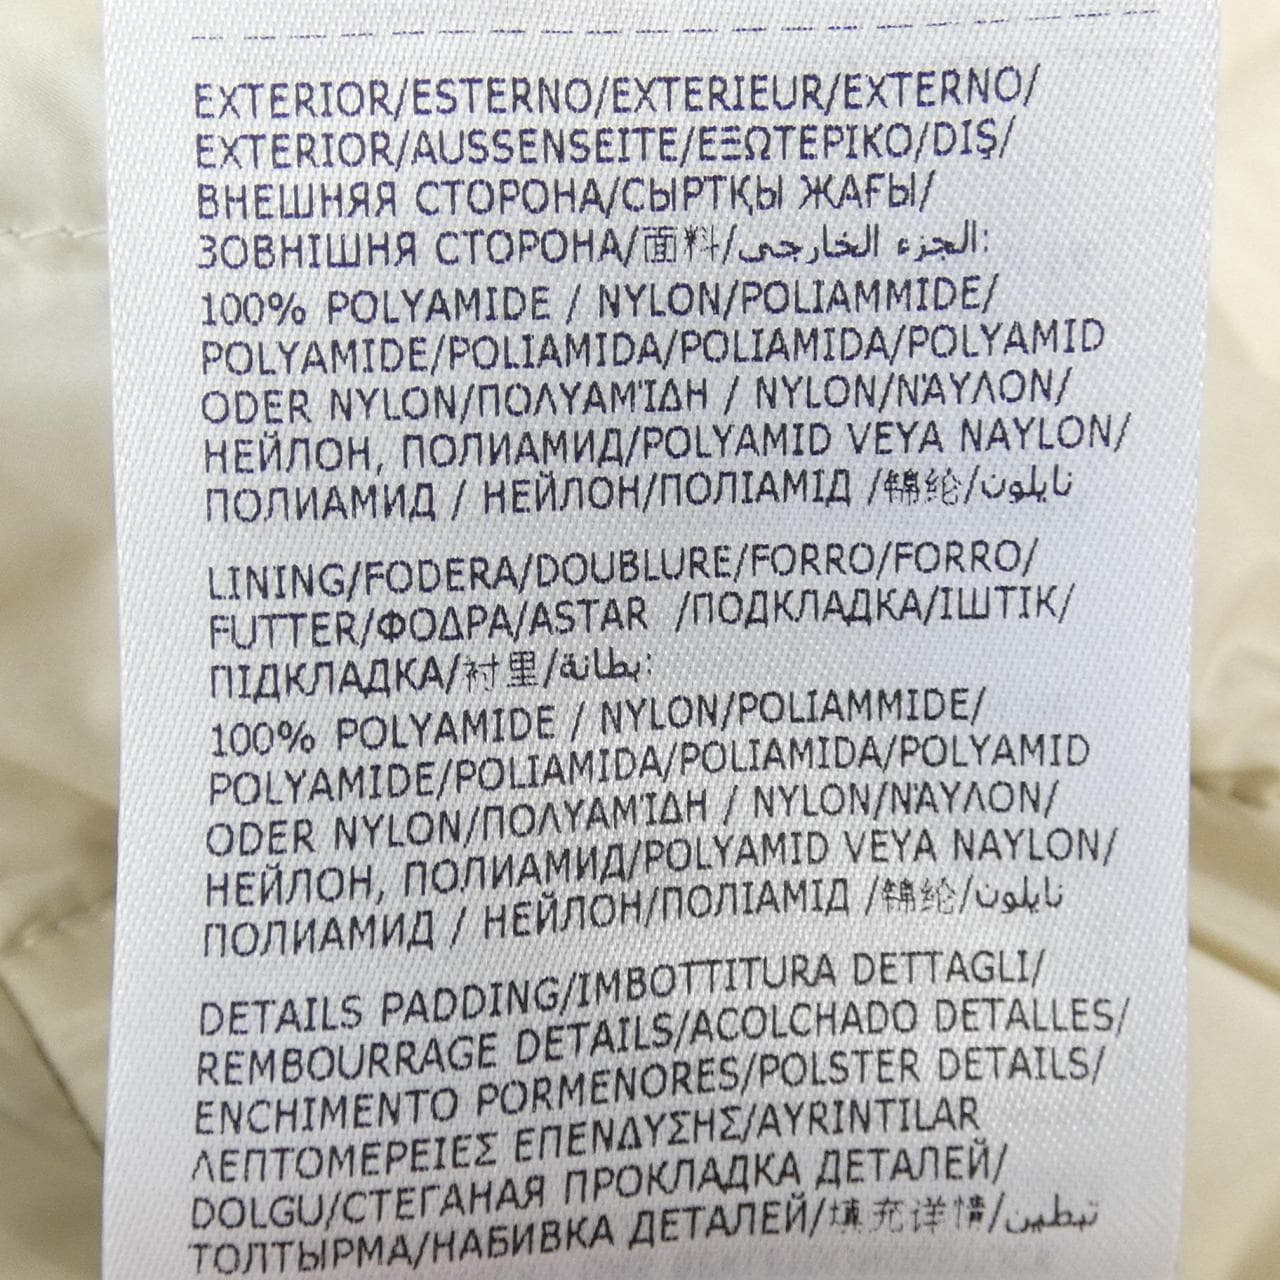 EXTERIOR/ESTERNO/EXTERIEUR/EXTERNO/
EXTERIOR/AUSSENSEITE/ΕΞΩΤΕΡΙΚΟ/DIŞ/
ВНЕШНЯЯ СТОРОНА/СЫРТҚЫ ЖАҒЫ/
ЗОВНІШНЯ СТОРОНА/面料/الجزء الخارجي:
100% POLYAMIDE / NYLON/POLIAMMIDE/
POLYAMIDE/POLIAMIDA/POLIAMIDA/POLYAMID
ODER NYLON/ΠΟΛΥΑΜΊΔΗ / NYLON/ΝΆΥΛΟΝ/
НЕЙЛОН, ПОЛИАМИД/POLYAMID VEYA NAYLON/
ПОЛИАМИД / НЕЙЛОН/ПОЛІАМІД /锦纶/نايلون
LINING/FODERA/DOUBLURE/FORRO/FORRO/
FUTTER/ΦΟΔΡΑ/ASTAR /ПОДКЛАДКА/ІШТІК/
ПІДКЛАДКА/衬里/بطانة:
100% POLYAMIDE / NYLON/POLIAMMIDE/
POLYAMIDE/POLIAMIDA/POLIAMIDA/POLYAMID
ODER NYLON/ΠΟΛΥΑΜΊΔΗ / NYLON/ΝΆΥΛΟΝ/
НЕЙЛОН, ПОЛИАМИД/POLYAMID VEYA NAYLON/
ПОЛИАМИД / НЕЙЛОН/ПОЛІАМІД /锦纶/نايلون
DETAILS PADDING/IMBOTTITURA DETTAGLI/
REMBOURRAGE DETAILS/ACOLCHADO DETALLES/
ENCHIMENTO PORMENORES/POLSTER DETAILS/
ΛΕΠΤΟΜΕΡΕΙΕΣ ΕΠΕΝΔΥΣΗΣ/AYRINTILAR
DOLGU/СТЕГАНАЯ ПРОКЛАДКА ДЕТАЛЕЙ/
ТОЛТЫРМА/НАБИВКА ДЕТАЛЕЙ/填充详情/تبطين